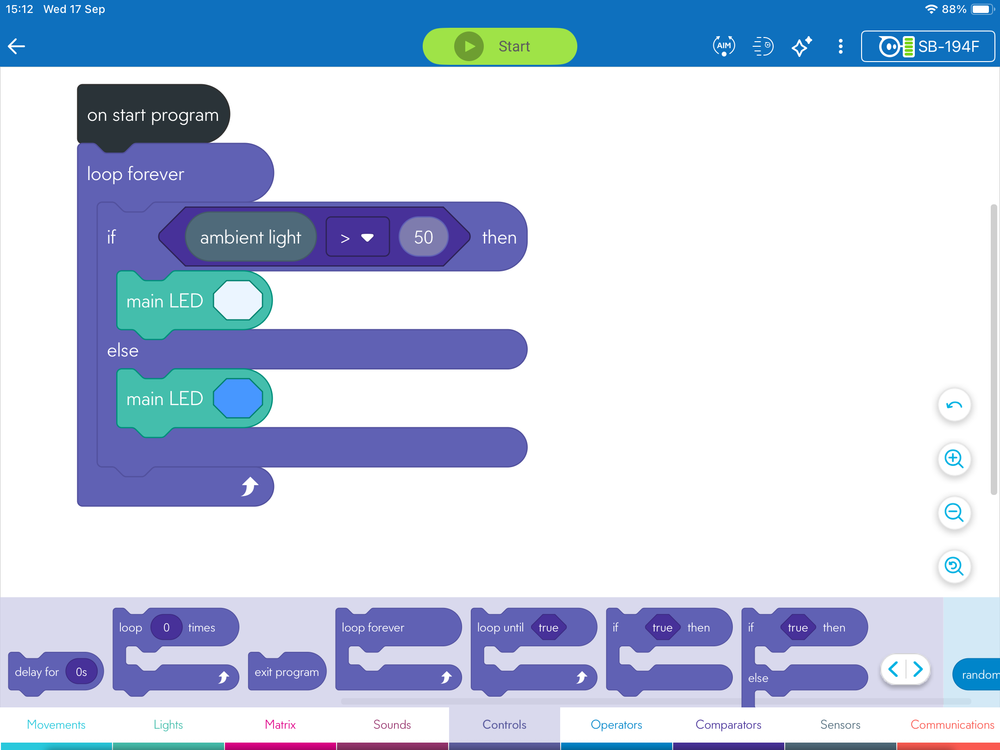 15:12 Wed 17 Sep 88%
Start AIM SB-194F
on start program
loop forever
if ambient light > 50 then
main LED
else
main LED
loop 0 times loop forever loop until true if true then if true then
delay for 0s exit program else random
Movements Lights Matrix Sounds Controls Operators Comparators Sensors Communications